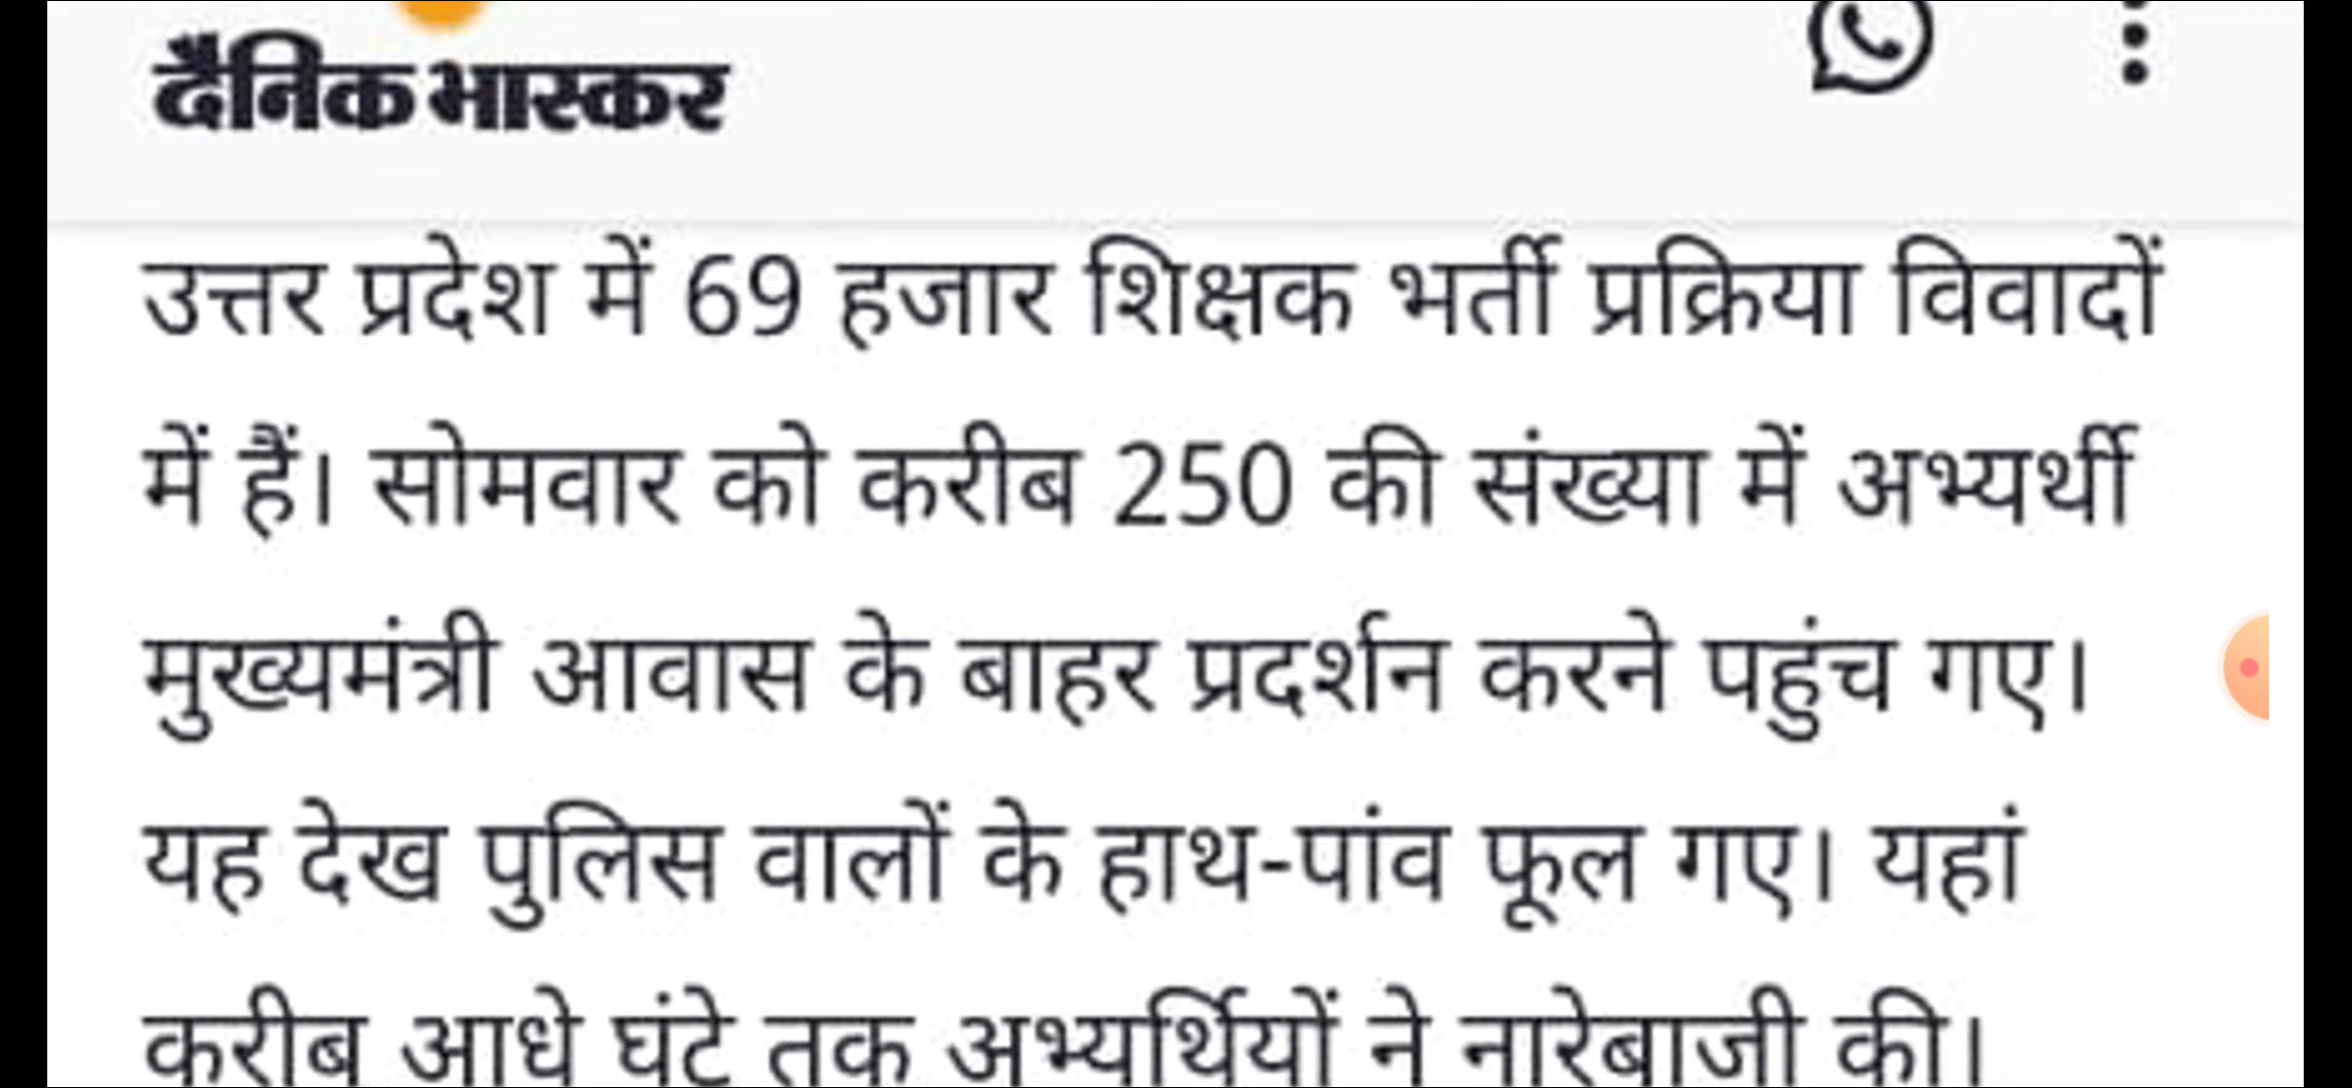 दैनिक भास्कर
उत्तर प्रदेश में 69 हजार शिक्षक भर्ती प्रक्रिया विवादों
में हैं। सोमवार को करीब 250 की संख्या में अभ्यर्थी
मुख्यमंत्री आवास के बाहर प्रदर्शन करने पहुंच गए।
यह देख पुलिस वालों के हाथ-पांव फूल गए। यहां
करीब आधे घंटे तक अभ्यर्थियों ने नारेबाजी की।